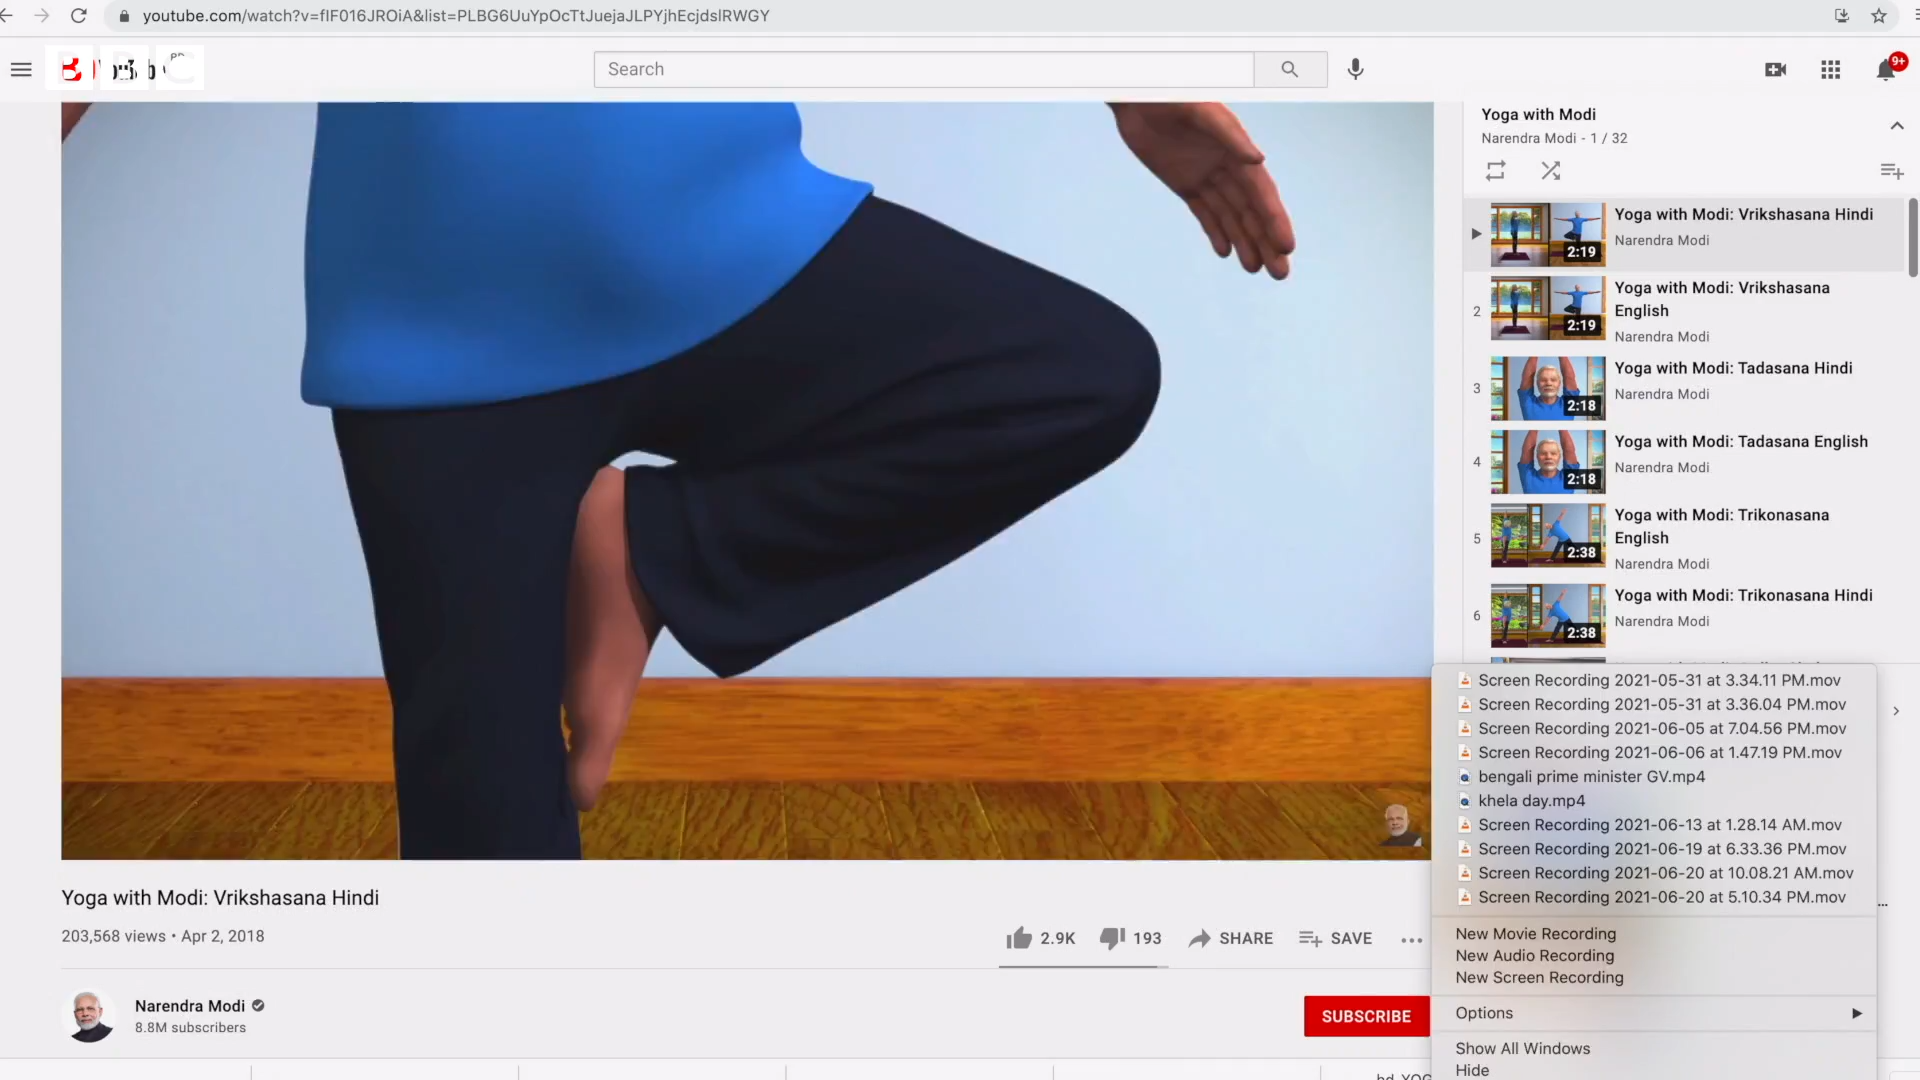 youtube.com/watch?v=fIF016JROiA&list=PLBG6UuYpOcTtJuejaJLPYjhEcjdslRWGY
Search
9+
Yoga with Modi
Narendra Modi - 1 / 32
Yoga with Modi: Vrikshasana Hindi
Narendra Modi
2:19
2
Yoga with Modi: Vrikshasana
English
Narendra Modi
2:19
3
Yoga with Modi: Tadasana Hindi
Narendra Modi
2:18
4
Yoga with Modi: Tadasana English
Narendra Modi
2:18
5
Yoga with Modi: Trikonasana
English
Narendra Modi
2:38
6
Yoga with Modi: Trikonasana Hindi
Narendra Modi
2:38
Screen Recording 2021-05-31 at 3.34.11 PM.mov
Screen Recording 2021-05-31 at 3.36.04 PM.mov
Screen Recording 2021-06-05 at 7.04.56 PM.mov
Screen Recording 2021-06-06 at 1.47.19 PM.mov
bengali prime minister GV.mp4
khela day.mp4
Screen Recording 2021-06-13 at 1.28.14 AM.mov
Screen Recording 2021-06-19 at 6.33.36 PM.mov
Screen Recording 2021-06-20 at 10.08.21 AM.mov
Screen Recording 2021-06-20 at 5.10.34 PM.mov
New Movie Recording
New Audio Recording
New Screen Recording
Options
Show All Windows
Hide
Yoga with Modi: Vrikshasana Hindi
203,568 views • Apr 2, 2018
2.9K
193
SHARE
SAVE
Narendra Modi
8.8M subscribers
SUBSCRIBE